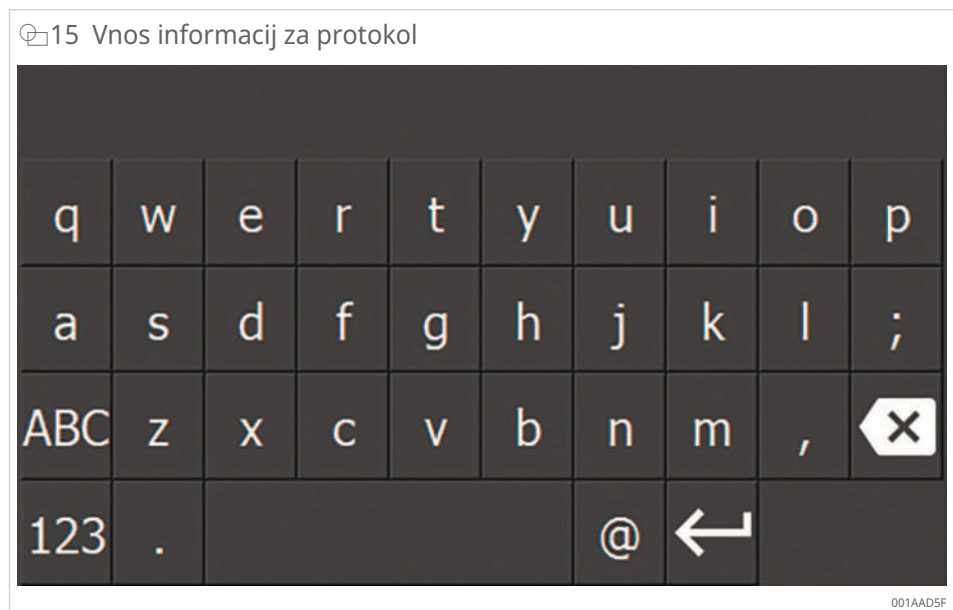 15 Vnos informacij za protokol
q w e r t y u i o p
a s d f g h j k l ;
ABC z x c v b n m ,
123 . @
001AAD5F